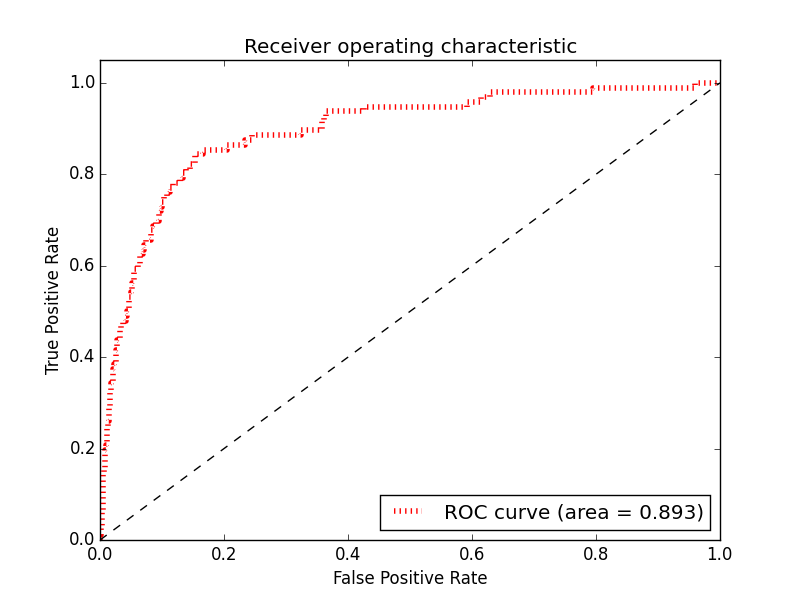 Receiver operating characteristic
1.0
0.8
0.6
0.4
0.2
0.0
True Positive Rate
ROC curve (area = 0.893)
0.0 0.2 0.4 0.6 0.8 1.0
False Positive Rate